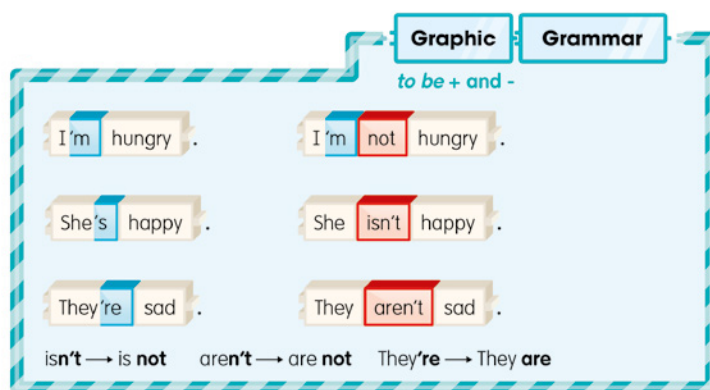 Graphic Grammar
to be + and -
I'm hungry. I'm not hungry.
She's happy. She isn't happy.
They're sad. They aren't sad.
isn't → is not aren't → are not They're → They are